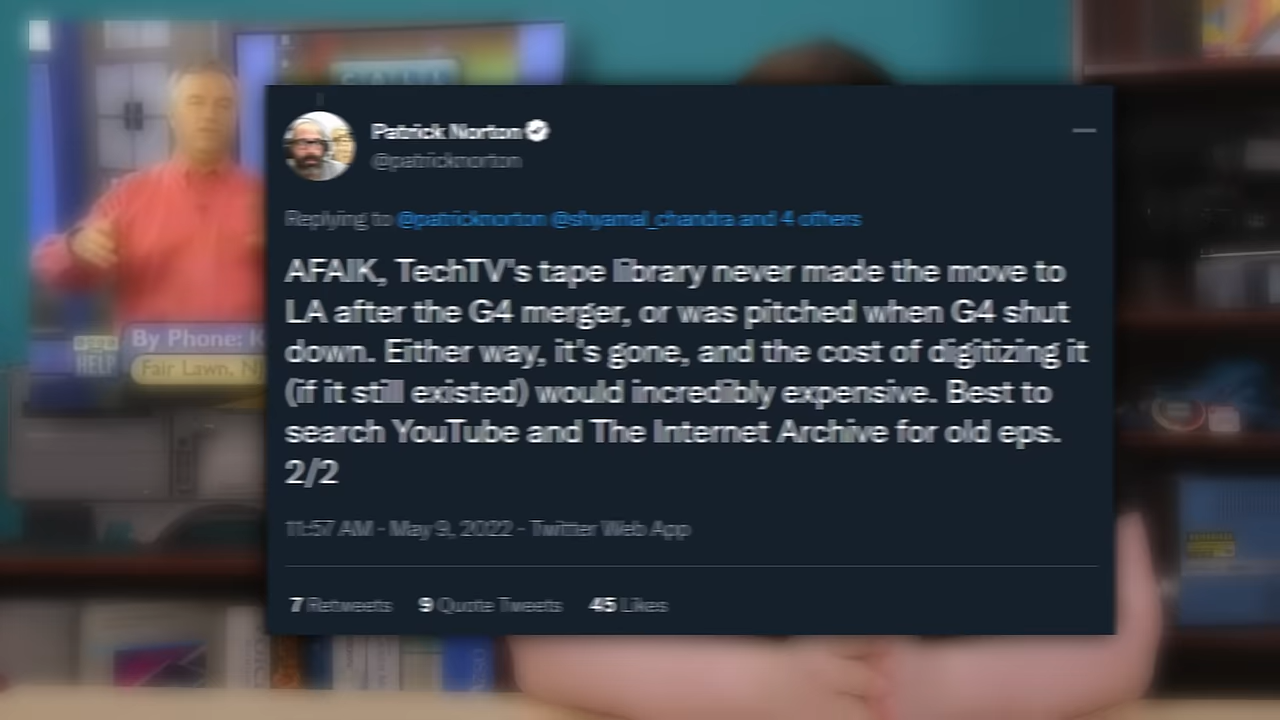 Patrick Norton
@patricknorton
Replying to @patricknorton @shyamal_chandra and 4 others
AFAIK, TechTV's tape library never made the move to
LA after the G4 merger, or was pitched when G4 shut
down. Either way, it's gone, and the cost of digitizing it
(if it still existed) would incredibly expensive. Best to
search YouTube and The Internet Archive for old eps.
2/2
11:57 AM - May 9, 2022 - Twitter Web App
7 Retweets 9 Quote Tweets 45 Likes
By Phone: K
HELP
Fair Lawn, NJ